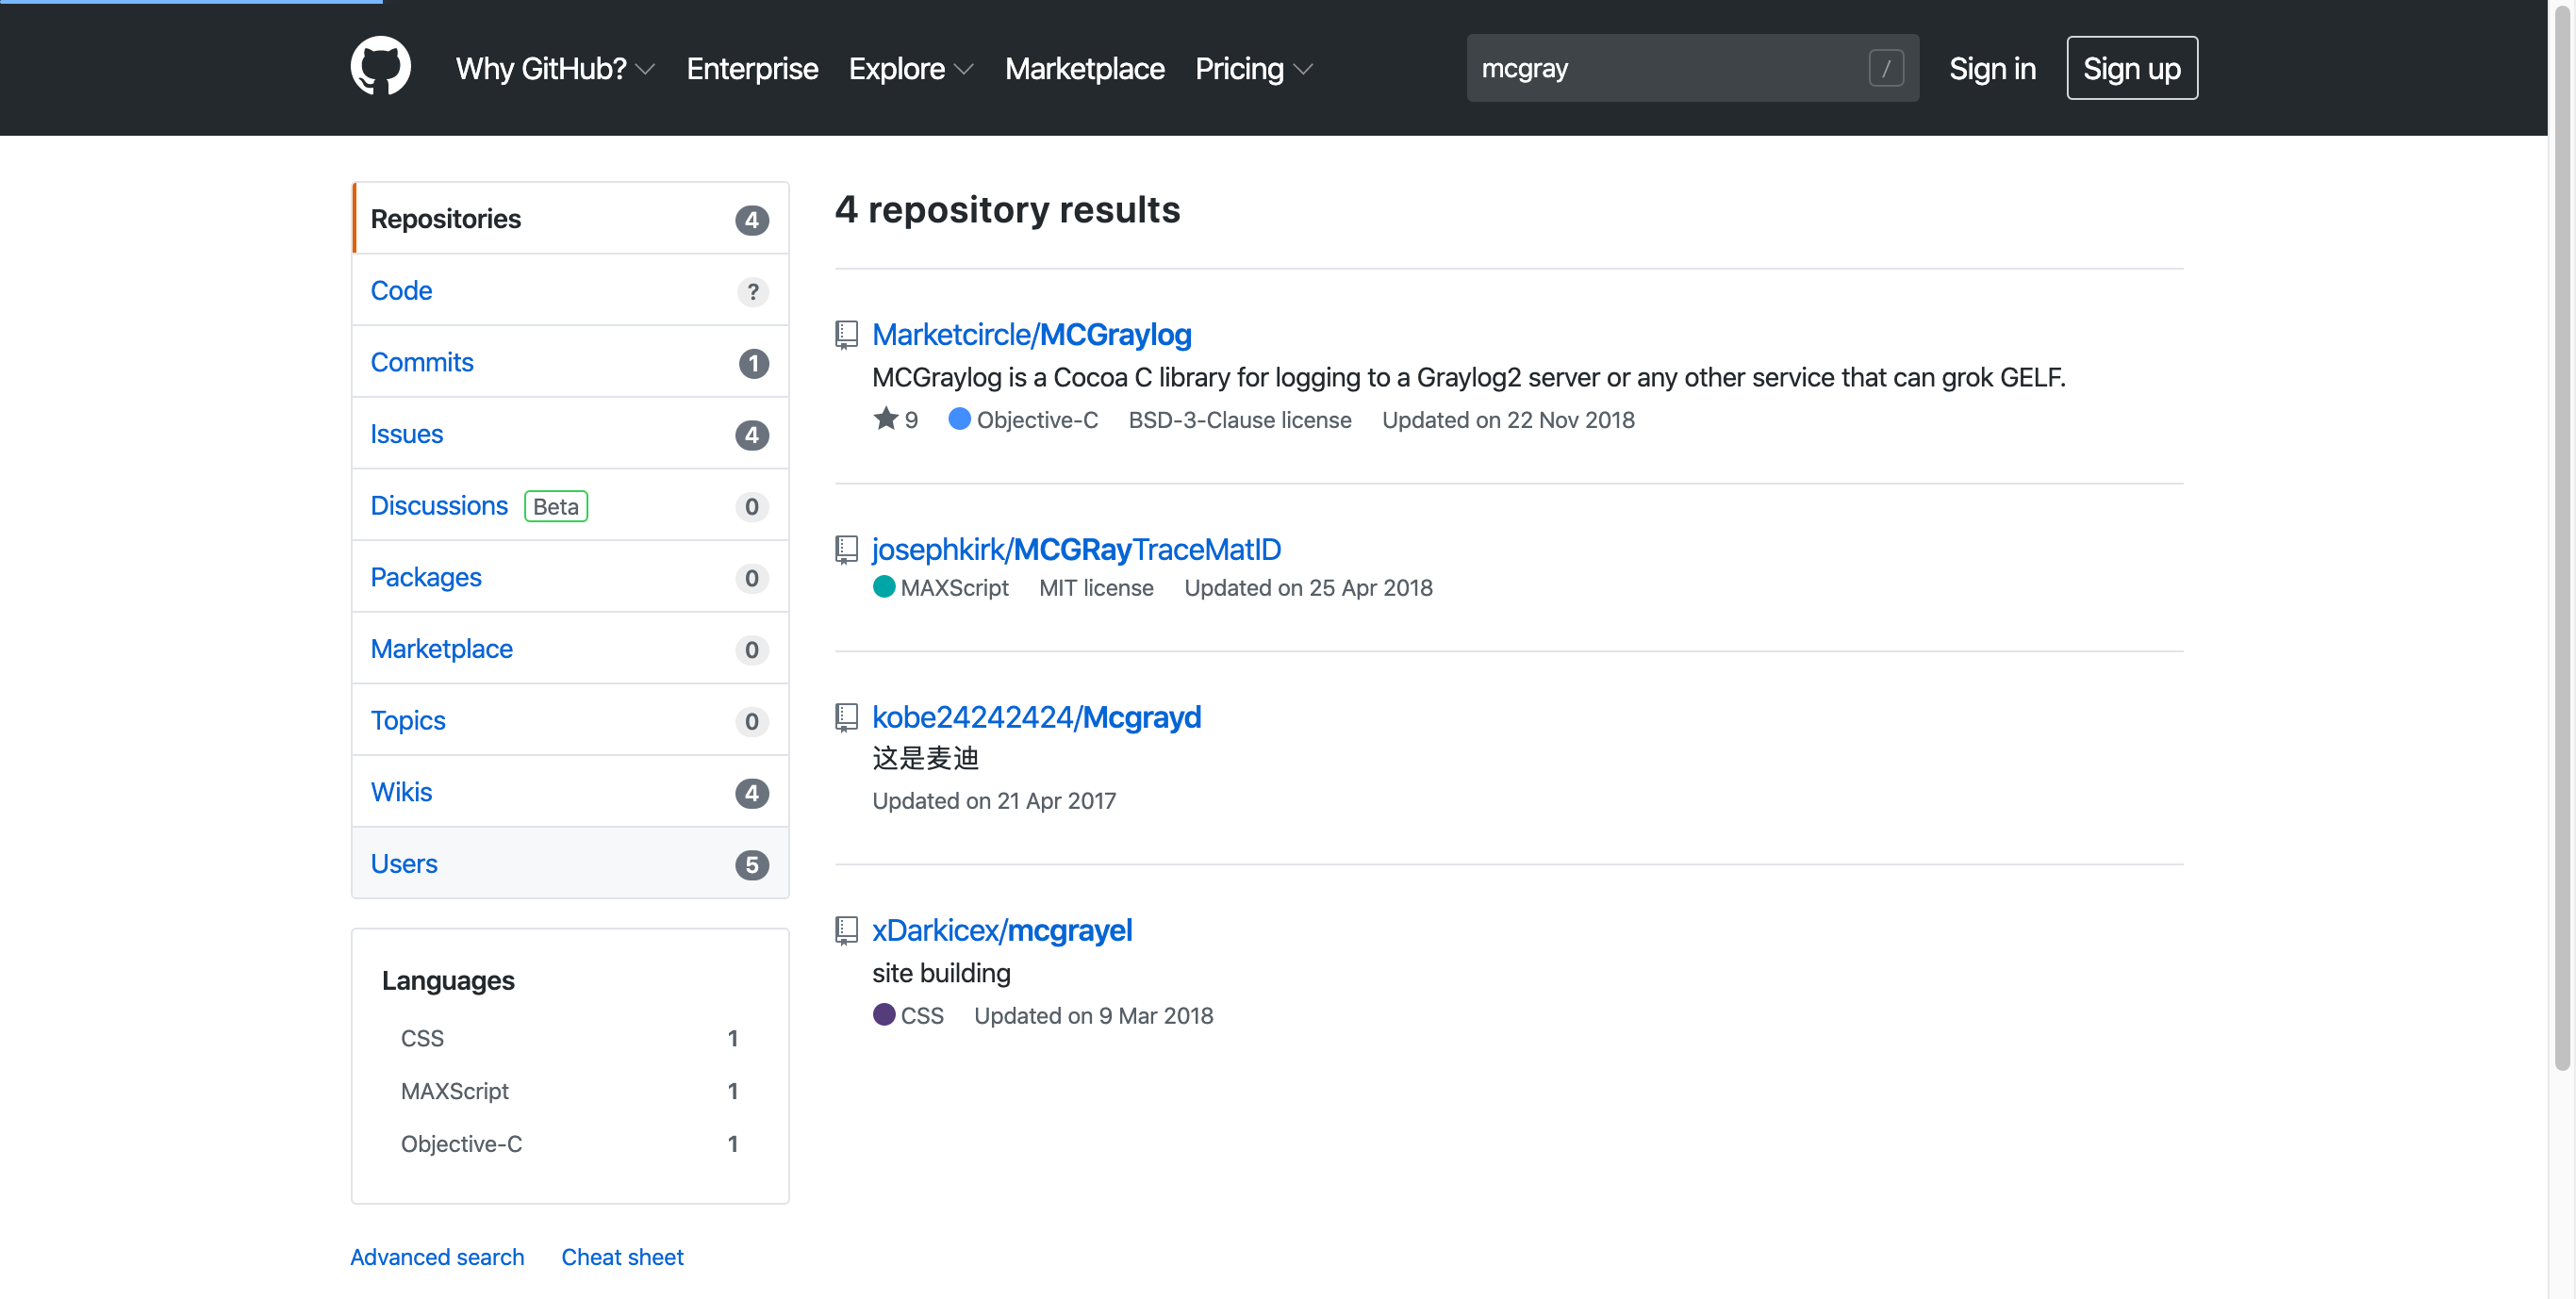 Why GitHub? Enterprise Explore Marketplace Pricing mcgray / Sign in Sign up
Repositories 4
Code ?
Commits 1
Issues 4
Discussions Beta 0
Packages 0
Marketplace 0
Topics 0
Wikis 4
Users 5
Languages
CSS 1
MAXScript 1
Objective-C 1
Advanced search Cheat sheet
4 repository results
Marketcircle/MCGraylog
MCGraylog is a Cocoa C library for logging to a Graylog2 server or any other service that can grok GELF.
9 Objective-C BSD-3-Clause license Updated on 22 Nov 2018
josephkirk/MCGRayTraceMatID
MAXScript MIT license Updated on 25 Apr 2018
kobe24242424/Mcgrayd
这是麦迪
Updated on 21 Apr 2017
xDarkicex/mcgrayel
site building
CSS Updated on 9 Mar 2018